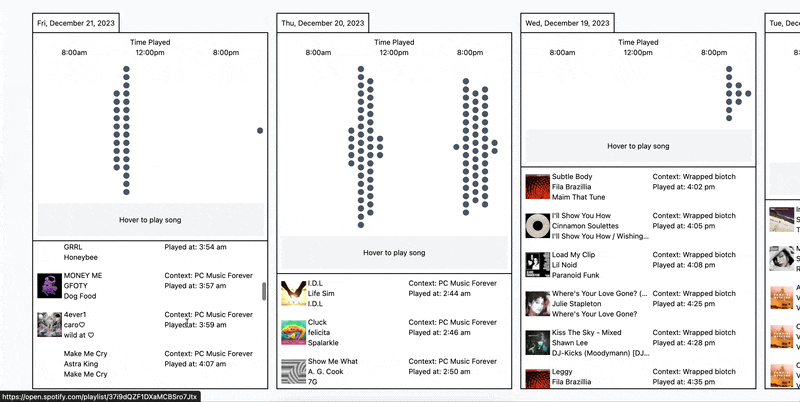 Fri, December 21, 2023
Time Played
8:00am 12:00pm 8:00pm
Hover to play song
GRRL
Honeybee
Played at: 3:54 am
MONEY ME
GFOTY
Dog Food
Context: PC Music Forever
Played at: 3:57 am
4ever1
caro♡
wild at ♡
Context: PC Music Forever
Played at: 3:59 am
Make Me Cry
Astra King
Make Me Cry
Context: PC Music Forever
Played at: 4:07 am
Thu, December 20, 2023
Time Played
8:00am 12:00pm 8:00pm
Hover to play song
I.D.L
Life Sim
I.D.L
Context: PC Music Forever
Played at: 2:44 am
Cluck
felicita
Spalarkle
Context: PC Music Forever
Played at: 2:46 am
Show Me What
A. G. Cook
7G
Context: PC Music Forever
Played at: 2:50 am
Wed, December 19, 2023
Time Played
8:00am 12:00pm 8:00pm
Hover to play song
Subtle Body
Fila Brazillia
Maim That Tune
Context: Wrapped biotch
Played at: 4:02 pm
I'll Show You How
Cinnamon Soulettes
I'll Show You How / Wishing...
Context: Wrapped biotch
Played at: 4:05 pm
Load My Clip
Lil Noid
Paranoid Funk
Context: Wrapped biotch
Played at: 4:08 pm
Where's Your Love Gone? (...
Julie Stapleton
Where's Your Love Gone?
Context: Wrapped biotch
Played at: 4:25 pm
Kiss The Sky - Mixed
Shawn Lee
DJ-Kicks (Moodymann) [DJ...
Context: Wrapped biotch
Played at: 4:28 pm
Leggy
Fila Brazillia
Context: Wrapped biotch
Played at: 4:35 pm
Tue, De
https://open.spotify.com/playlist/37i9dQZF1DXaMCBSro7Jtx